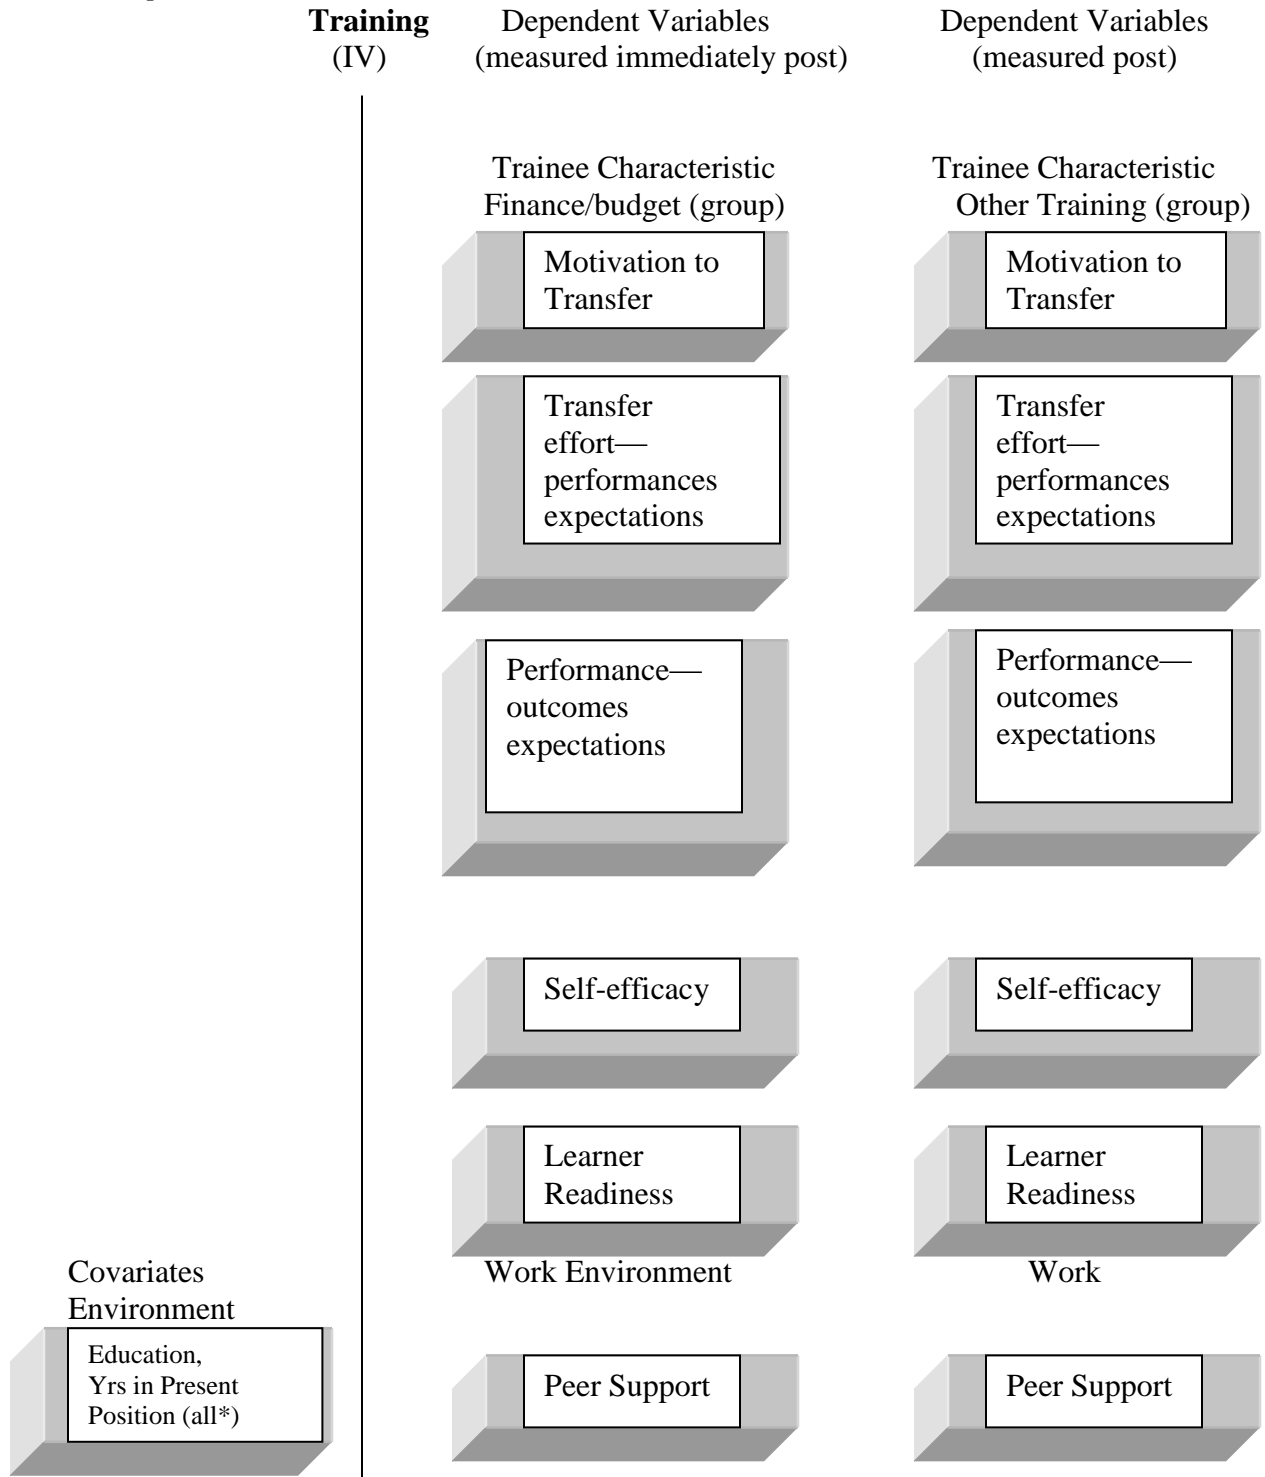 Training Dependent Variables Dependent Variables
(IV) (measured immediately post) (measured post)
Trainee Characteristic Trainee Characteristic
Finance/budget (group) Other Training (group)
Motivation to
Transfer
Motivation to
Transfer
Transfer
effort—
performances
expectations
Transfer
effort—
performances
expectations
Performance—
outcomes
expectations
Performance—
outcomes
expectations
Self-efficacy
Self-efficacy
Learner
Readiness
Learner
Readiness
Covariates Work Environment Work
Environment
Education,
Yrs in Present
Position (all*)
Peer Support
Peer Support